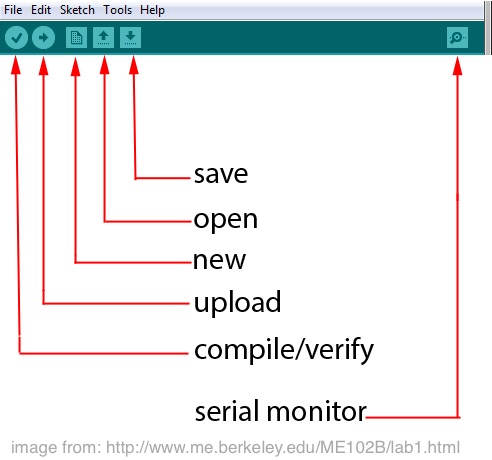 File Edit Sketch Tools Help
save
open
new
upload
compile/verify
serial monitor
image from: http://www.me.berkeley.edu/ME102B/lab1.html